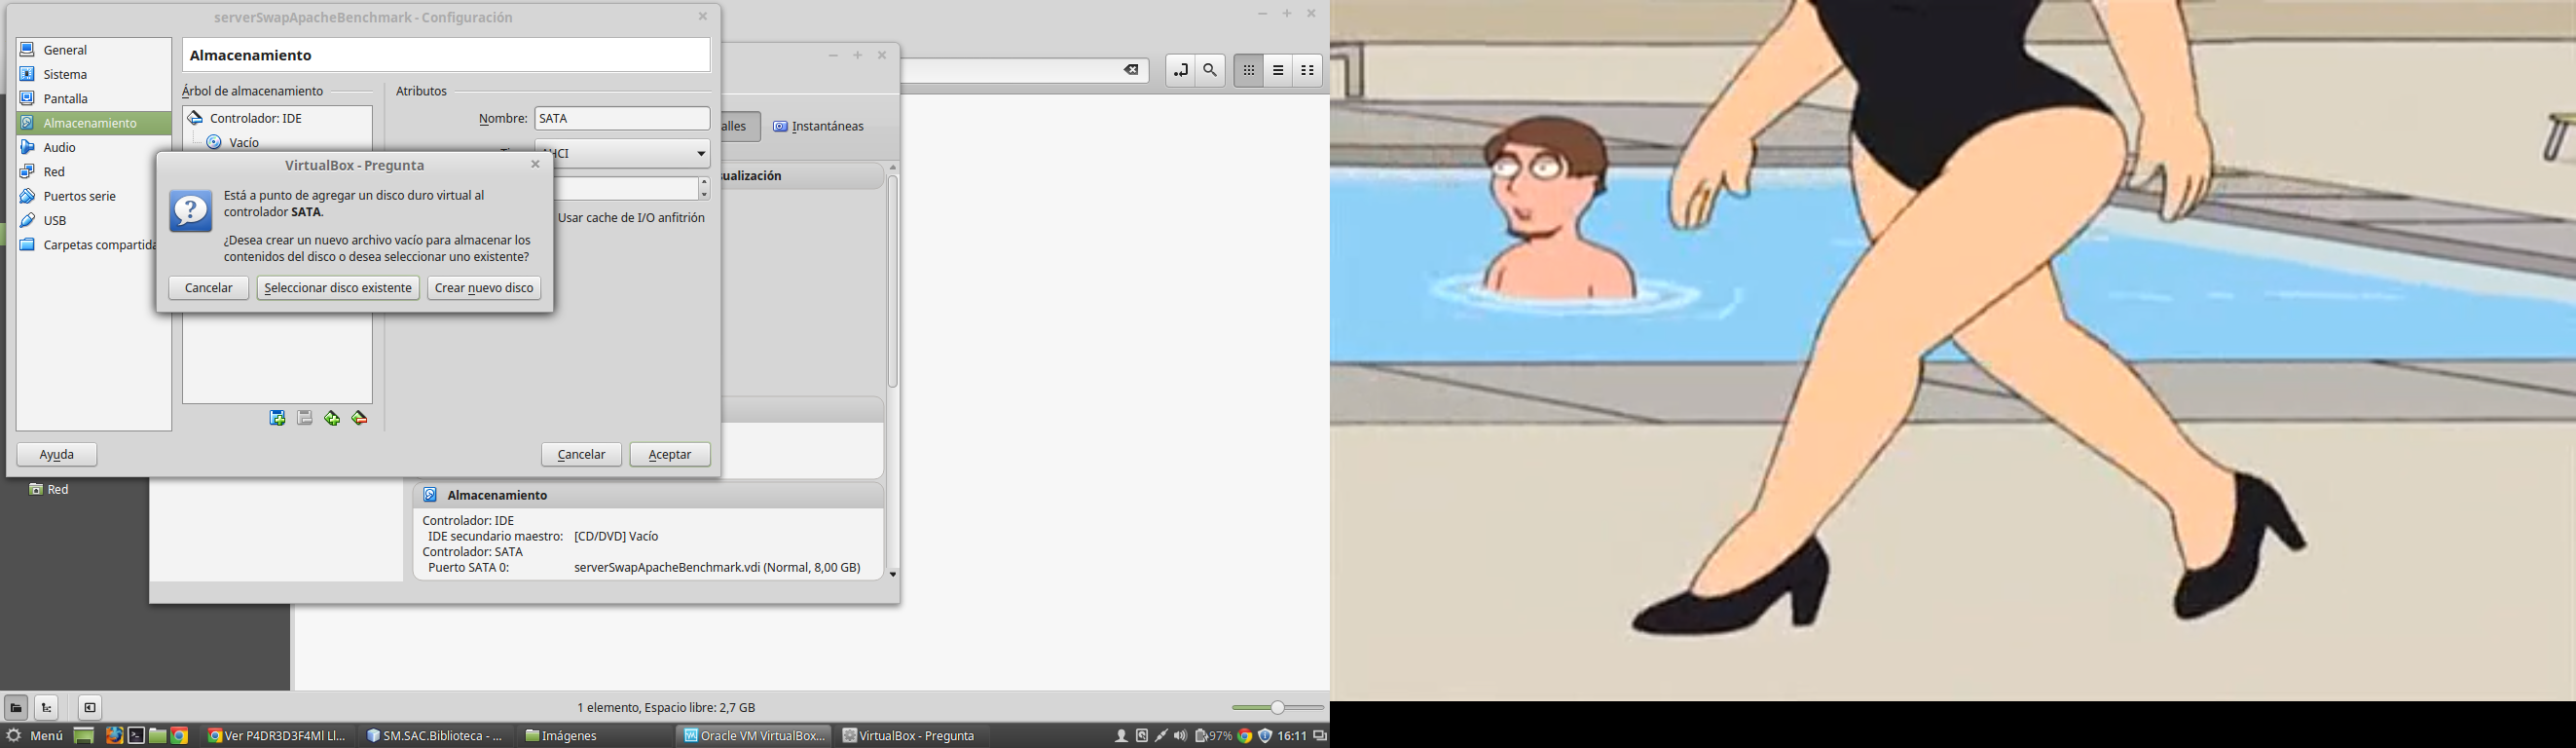 serverSwapApacheBenchmark - Configuración
General
Sistema
Pantalla
Almacenamiento
Audio
Red
Puertos serie
USB
Carpetas compartida
Almacenamiento
Árbol de almacenamiento
Controlador: IDE
Vacío
Atributos
Nombre: SATA
HCI
Usar cache de I/O anfitrión
VirtualBox - Pregunta
Está a punto de agregar un disco duro virtual al
controlador SATA.
¿Desea crear un nuevo archivo vacío para almacenar los
contenidos del disco o desea seleccionar uno existente?
Cancelar
Seleccionar disco existente
Crear nuevo disco
Ayuda
Cancelar
Aceptar
alles
Instantáneas
ualización
Red
Almacenamiento
Controlador: IDE
IDE secundario maestro: [CD/DVD] Vacío
Controlador: SATA
Puerto SATA 0: serverSwapApacheBenchmark.vdi (Normal, 8,00 GB)
1 elemento, Espacio libre: 2,7 GB
Menú
Ver P4DR3D3F4Ml Ll...
SM.SAC.Biblioteca - ...
Imágenes
Oracle VM VirtualBox...
VirtualBox - Pregunta
97%
16:11